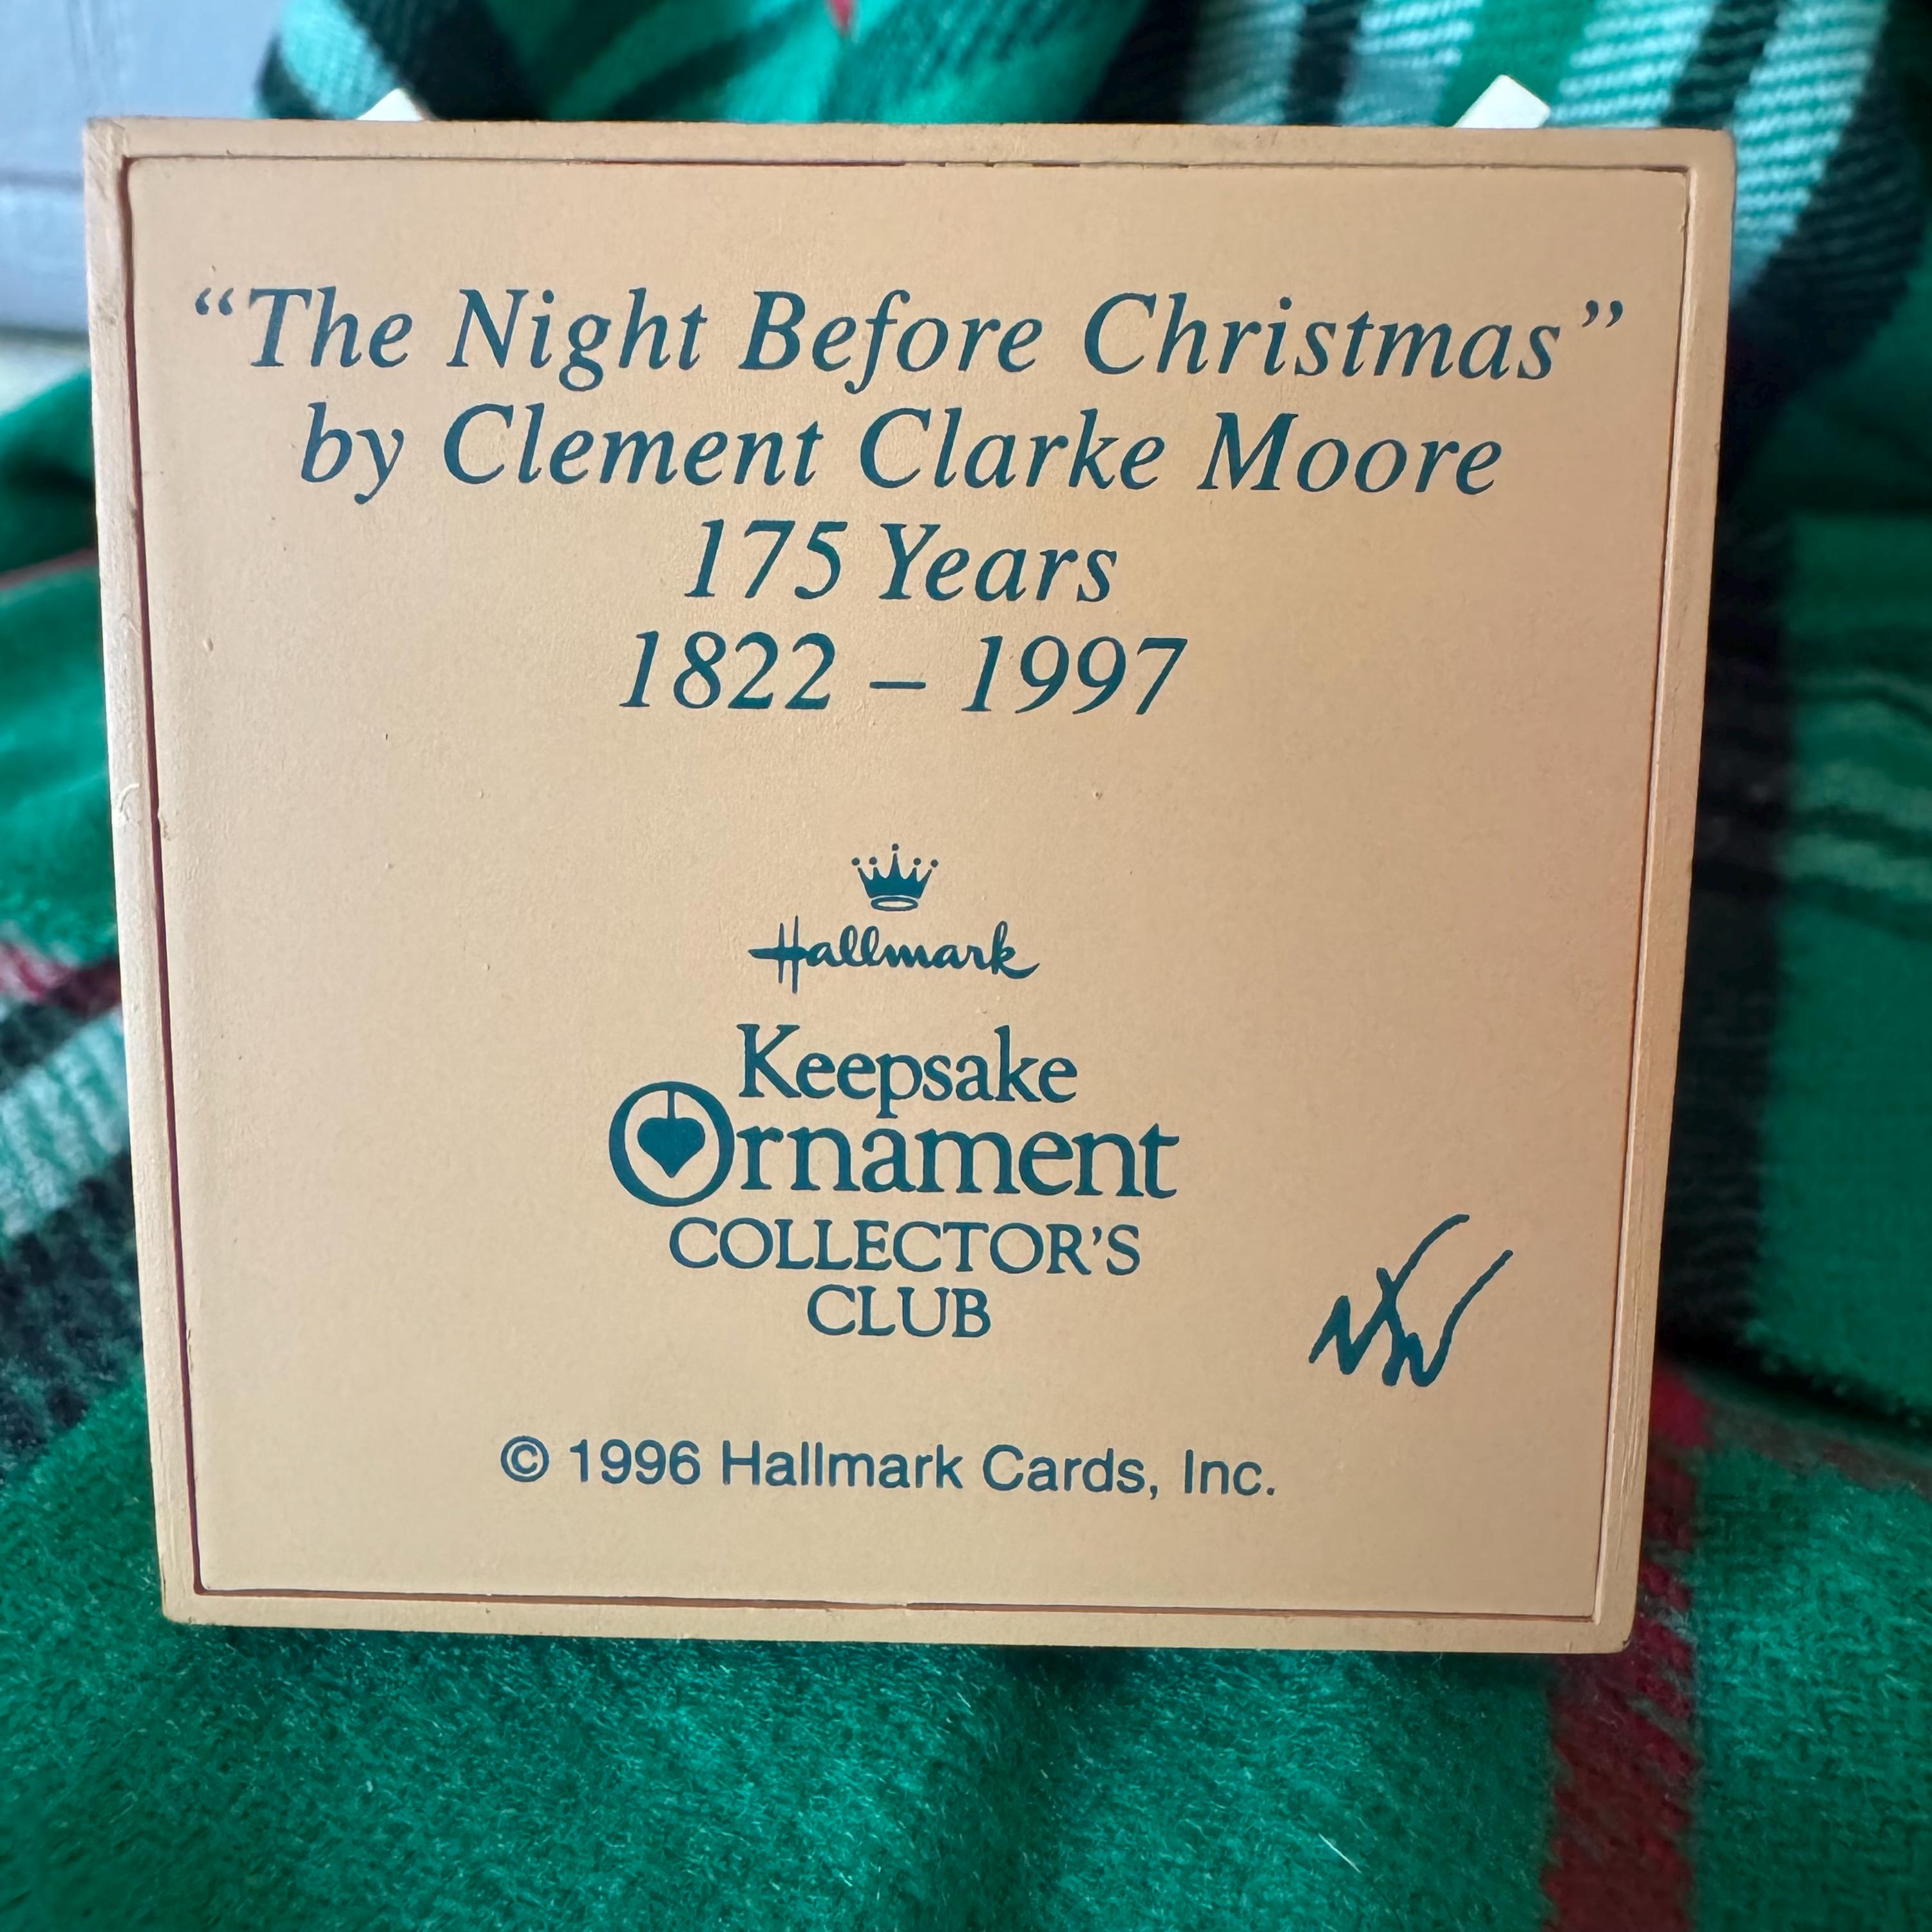 “The Night Before Christmas”
by Clement Clarke Moore
175 Years
1822 – 1997
Hallmark
Keepsake
Ornament
COLLECTOR’S
CLUB
© 1996 Hallmark Cards, Inc.